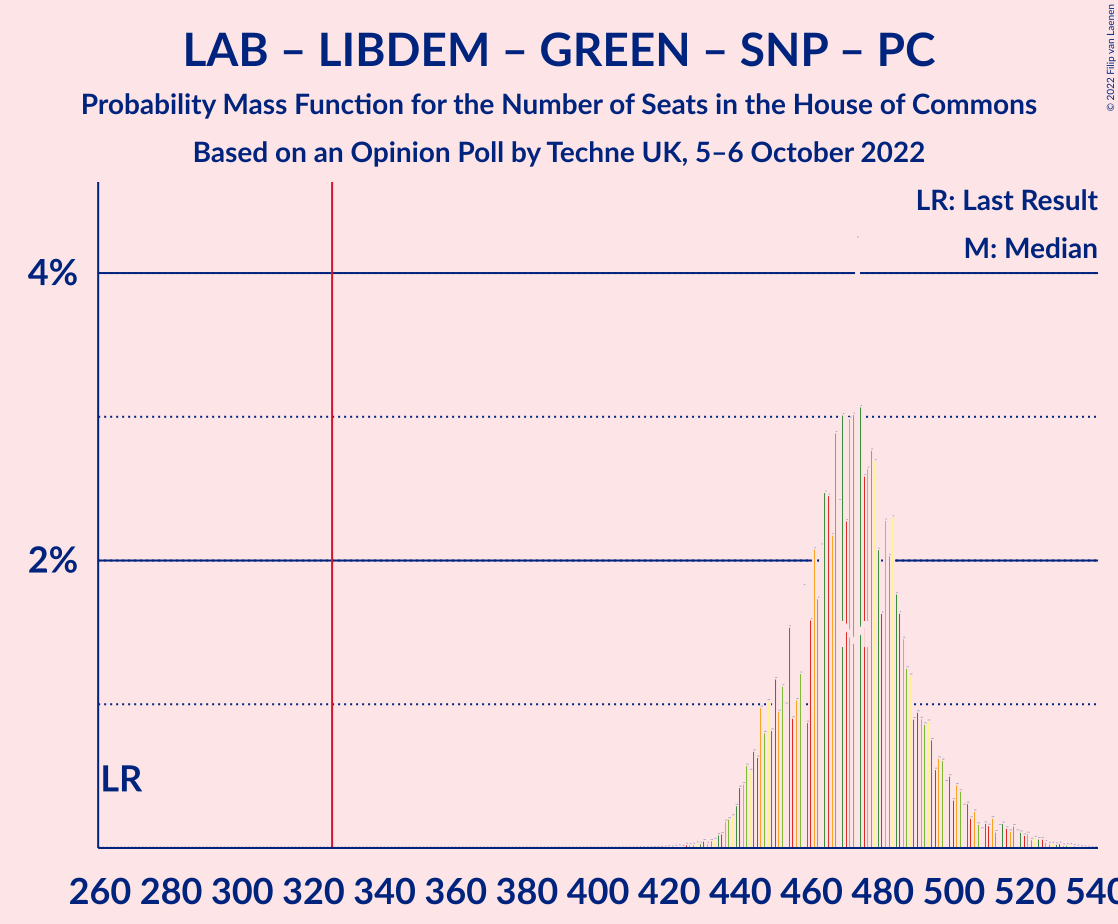 LAB – LIBDEM – GREEN – SNP – PC
Probability Mass Function for the Number of Seats in the House of Commons
Based on an Opinion Poll by Techne UK, 5–6 October 2022
© 2022 Filip van Laenen
LR: Last Result
M: Median
4%
2%
LR
260 280 300 320 340 360 380 400 420 440 460 480 500 520 540